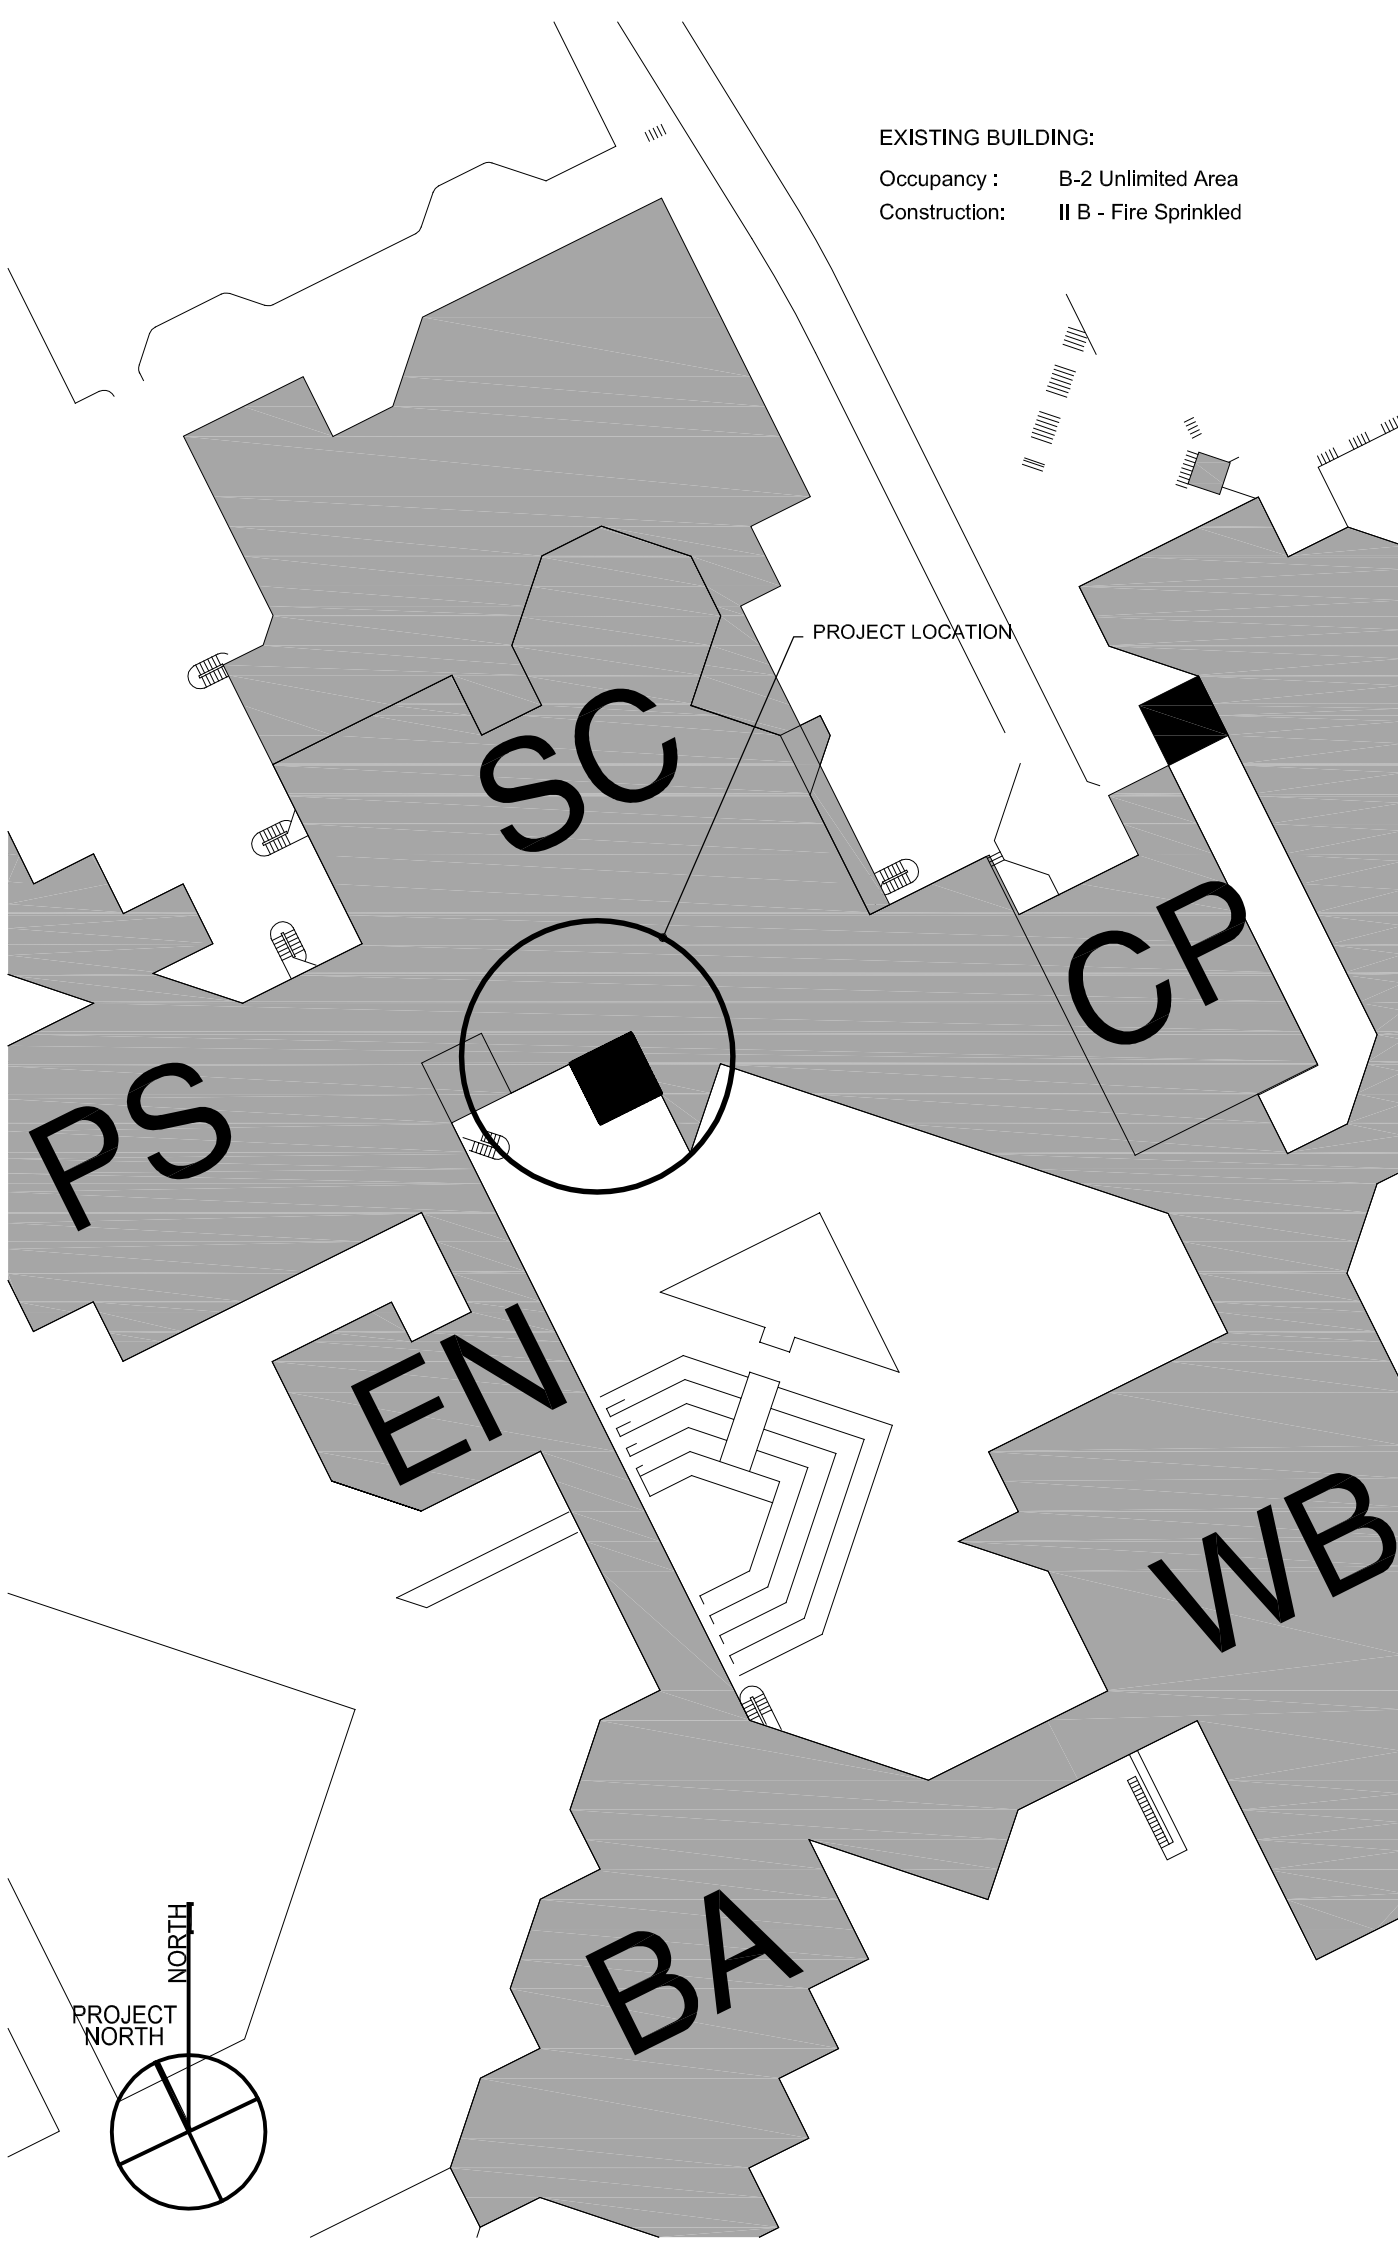 EXISTING BUILDING:
Occupancy : B-2 Unlimited Area
Construction: II B - Fire Sprinkled
PROJECT LOCATION
SC
CP
PS
EN
WB
BA
NORTH
PROJECT
NORTH